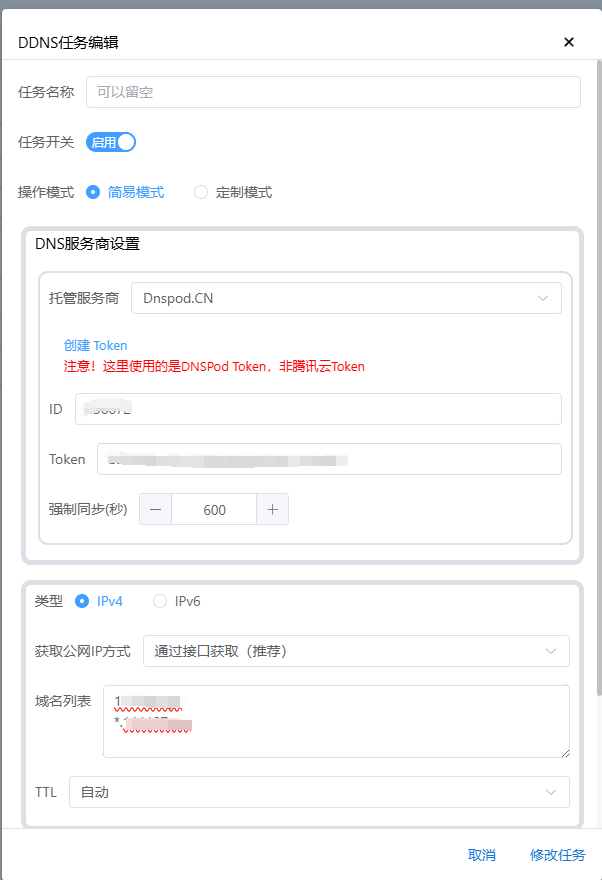 DDNS任务编辑
任务名称 可以留空
任务开关 启用
操作模式 简易模式 定制模式
DNS服务商设置
托管服务商 Dnspod.CN
创建 Token
注意！这里使用的是DNSPod Token，非腾讯云Token
ID
Token
强制同步(秒) 600
类型 IPv4 IPv6
获取公网IP方式 通过接口获取（推荐）
域名列表 1
*.
TTL 自动
取消 修改任务